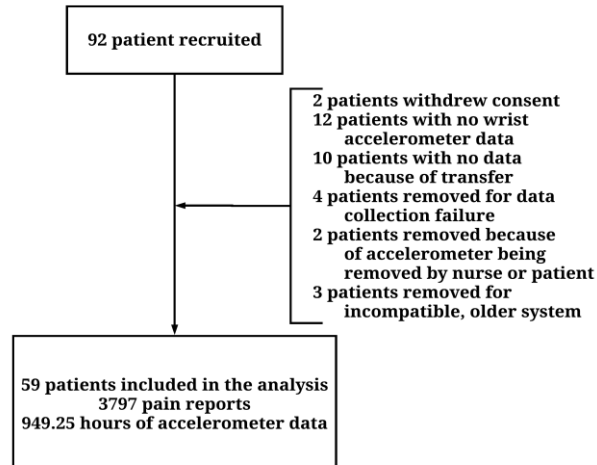 92 patient recruited
2 patients withdrew consent
12 patients with no wrist
accelerometer data
10 patients with no data
because of transfer
4 patients removed for data
collection failure
2 patients removed because
of accelerometer being
removed by nurse or patient
3 patients removed for
incompatible, older system
59 patients included in the analysis
3797 pain reports
949.25 hours of accelerometer data